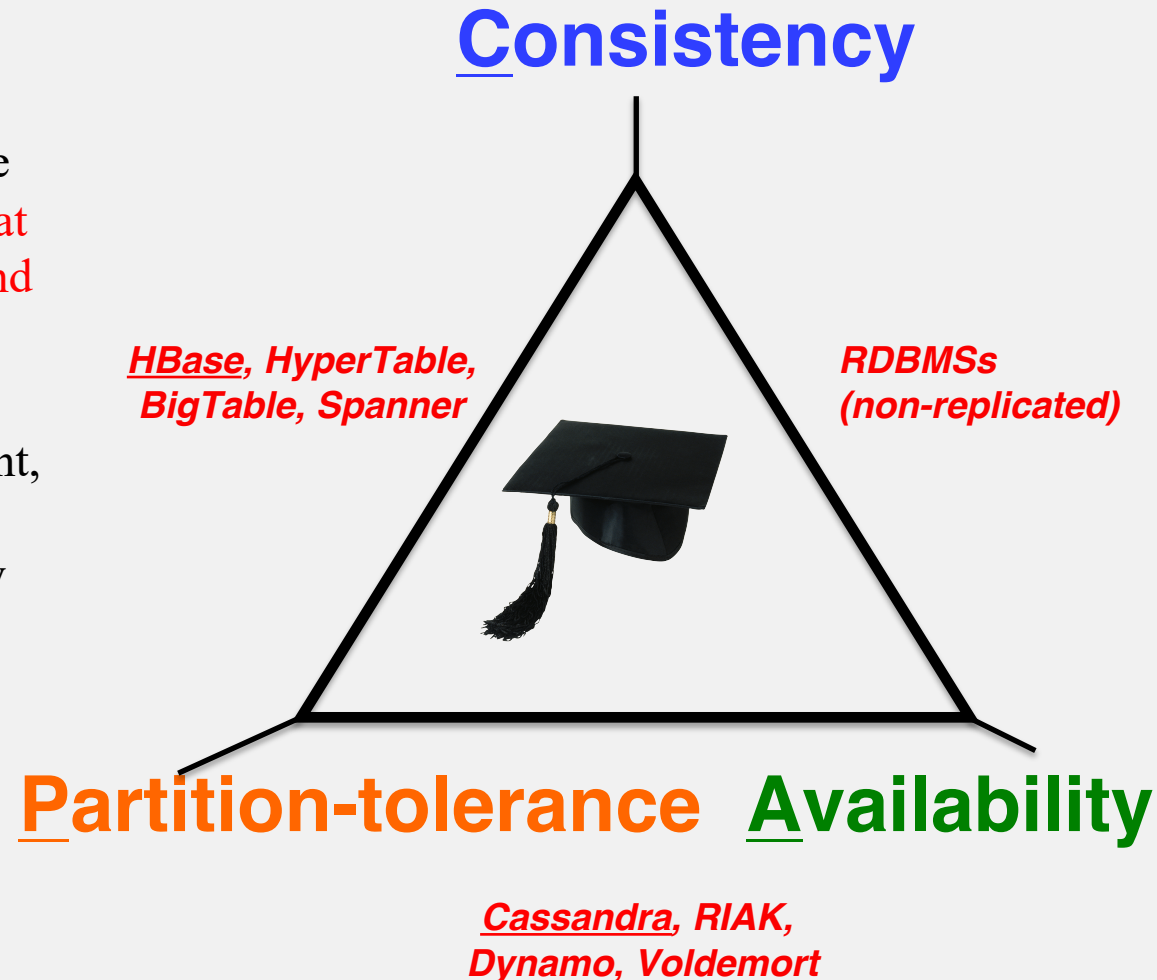 Consistency
HBase, HyperTable,
BigTable, Spanner
RDBMSs
(non-replicated)
Partition-tolerance
Availability
Cassandra, RIAK,
Dynamo, Voldemort